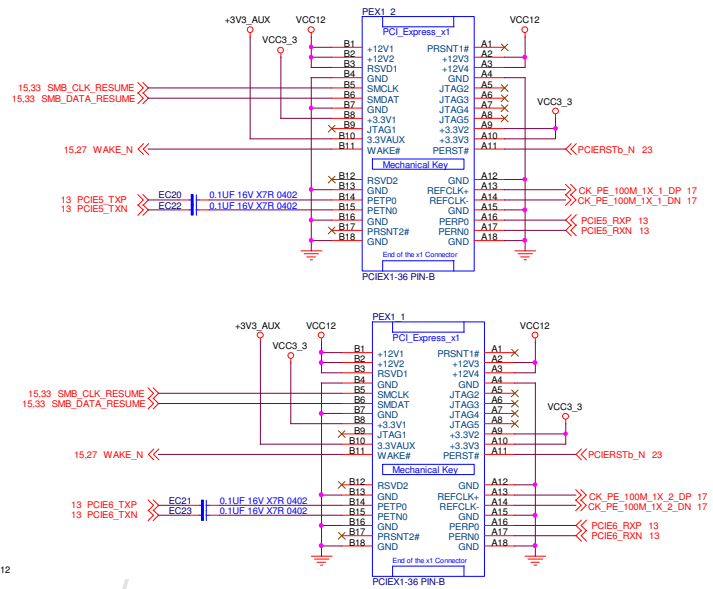 PEX1_2
+3V3_AUX VCC12 PCI_Express_x1 VCC12
VCC3_3 B1 +12V1 PRSNT1# A1
B2 +12V2 +12V3 A2
B3 RSVD1 +12V4 A3
B4 GND GND A4
15,33 SMB_CLK_RESUME B5 SMCLK JTAG2 A5
15,33 SMB_DATA_RESUME B6 SMDAT JTAG3 A6
B7 GND JTAG4 A7 VCC3_3
B8 +3.3V1 JTAG5 A8
B9 JTAG1 +3.3V2 A9
B10 3.3VAUX +3.3V3 A10
15,27 WAKE_N B11 WAKE# PERST# A11 PCIERSTb_N 23
Mechanical Key
B12 RSVD2 GND A12
B13 GND REFCLK+ A13 CK_PE_100M_1X_1_DP 17
13 PCIE5_TXP EC20 0.1UF 16V X7R 0402 B14 PETP0 REFCLK- A14 CK_PE_100M_1X_1_DN 17
13 PCIE5_TXN EC22 0.1UF 16V X7R 0402 B15 PETN0 GND A15
B16 GND PERP0 A16 PCIE5_RXP 13
B17 PRSNT2# PERN0 A17 PCIE5_RXN 13
B18 GND GND A18
End of the x1 Connector
PCIEX1-36 PIN-B
PEX1_1
+3V3_AUX VCC12 PCI_Express_x1 VCC12
VCC3_3 B1 +12V1 PRSNT1# A1
B2 +12V2 +12V3 A2
B3 RSVD1 +12V4 A3
B4 GND GND A4
15,33 SMB_CLK_RESUME B5 SMCLK JTAG2 A5
15,33 SMB_DATA_RESUME B6 SMDAT JTAG3 A6
B7 GND JTAG4 A7 VCC3_3
B8 +3.3V1 JTAG5 A8
B9 JTAG1 +3.3V2 A9
B10 3.3VAUX +3.3V3 A10
15,27 WAKE_N B11 WAKE# PERST# A11 PCIERSTb_N 23
Mechanical Key
B12 RSVD2 GND A12
B13 GND REFCLK+ A13 CK_PE_100M_1X_2_DP 17
13 PCIE6_TXP EC21 0.1UF 16V X7R 0402 B14 PETP0 REFCLK- A14 CK_PE_100M_1X_2_DN 17
13 PCIE6_TXN EC23 0.1UF 16V X7R 0402 B15 PETN0 GND A15
B16 GND PERP0 A16 PCIE6_RXP 13
B17 PRSNT2# PERN0 A17 PCIE6_RXN 13
B18 GND GND A18
End of the x1 Connector
12
PCIEX1-36 PIN-B